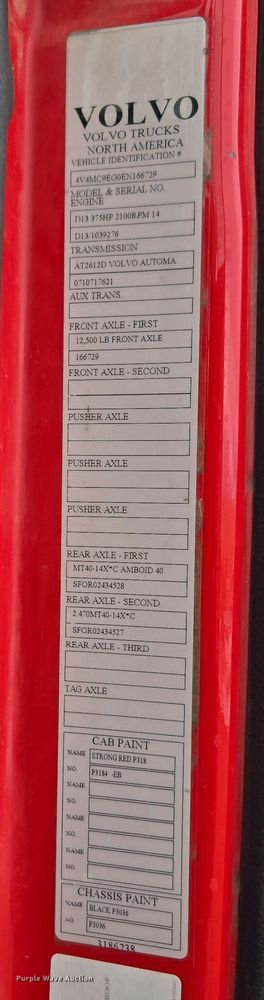 VOLVO
VOLVO TRUCKS
NORTH AMERICA
VEHICLE IDENTIFICATION #
4V4MC9EG0EN166729
MODEL & SERIAL NO.
ENGINE
D13 375HP 2100RPM 14
D13/1039276
TRANSMISSION
AT2612D VOLVO AUTOMA
0710717621
AUX TRANS.
FRONT AXLE - FIRST
12,500 LB FRONT AXLE
166729
FRONT AXLE - SECOND
PUSHER AXLE
PUSHER AXLE
PUSHER AXLE
REAR AXLE - FIRST
MT40-14X*C AMBOID 40
SFOR02434528
REAR AXLE - SECOND
2.470MT40-14X*C
SFOR02434527
REAR AXLE - THIRD
TAG AXLE
CAB PAINT
NAME STRONG RED P318
NO. P3184 -EB
NAME
NO.
NAME
NO.
NAME
NO.
CHASSIS PAINT
NAME BLACK P3036
NO. P3036
3186238
Purple Wave Auction